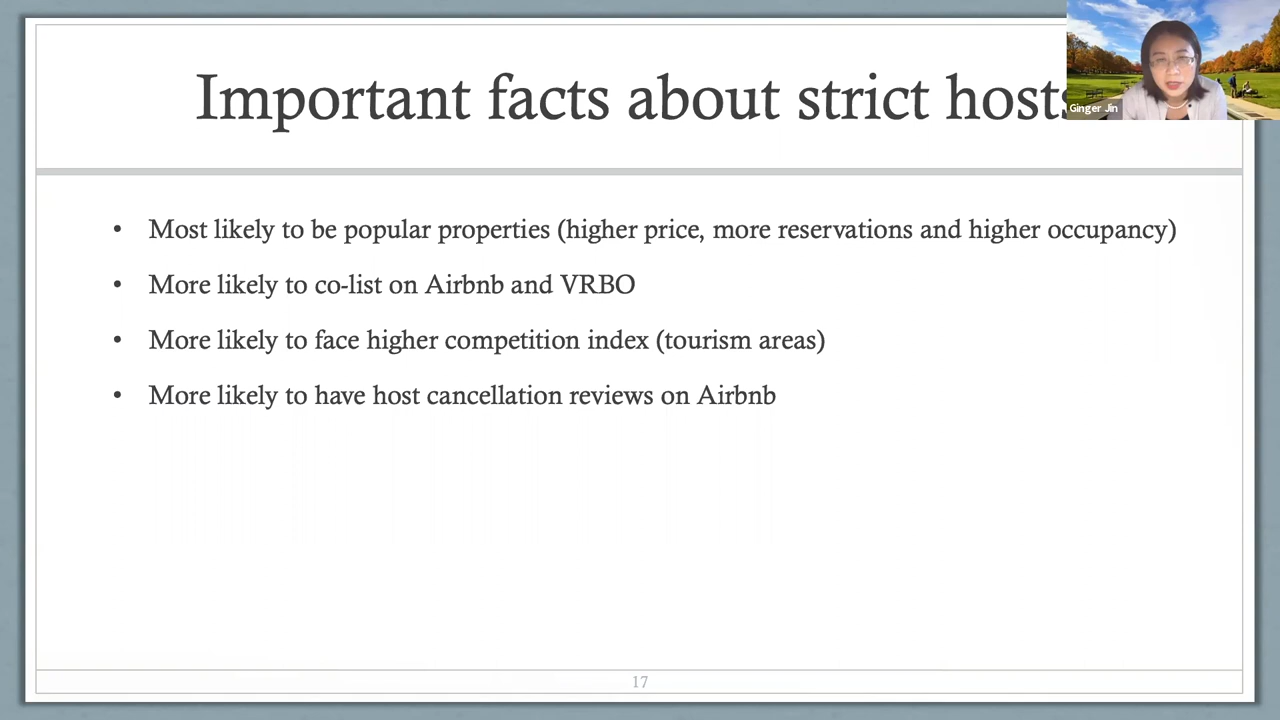 Important facts about strict hosts
Ginger Jin
• Most likely to be popular properties (higher price, more reservations and higher occupancy)
• More likely to co-list on Airbnb and VRBO
• More likely to face higher competition index (tourism areas)
• More likely to have host cancellation reviews on Airbnb
17